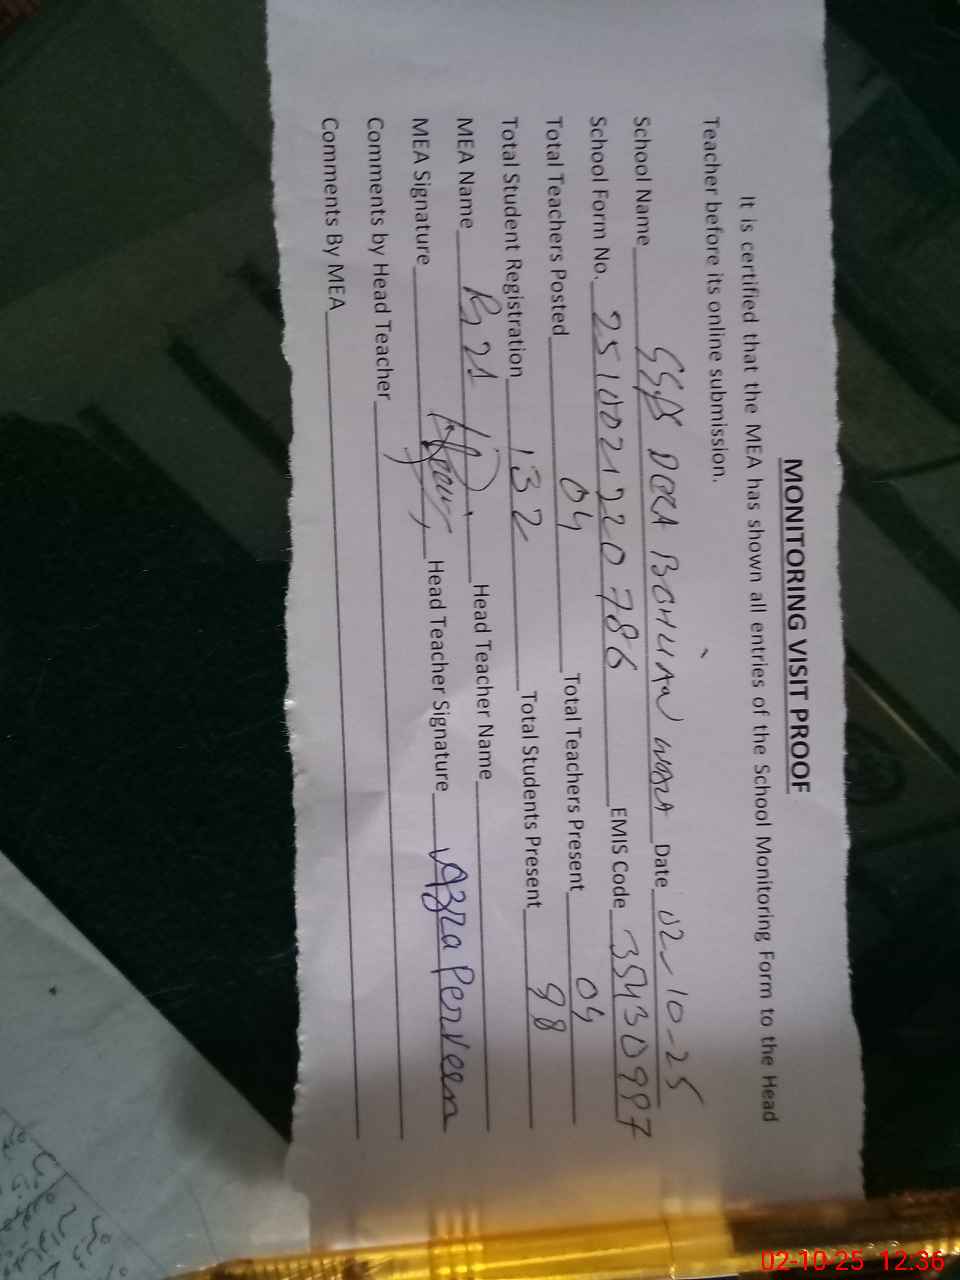 MONITORING VISIT PROOF
It is certified that the MEA has shown all entries of the School Monitoring Form to the Head
Teacher before its online submission.
School Name DERA Date 02-10-25
School Form No. 2510021220786 EMIS Code
Total Teachers Posted 04 Total Teachers Present 04
Total Student Registration 132 Total Students Present 98
MEA Name Head Teacher Name
MEA Signature Head Teacher Signature Azra Perveen
Comments by Head Teacher
Comments By MEA
02-10-25 12:36